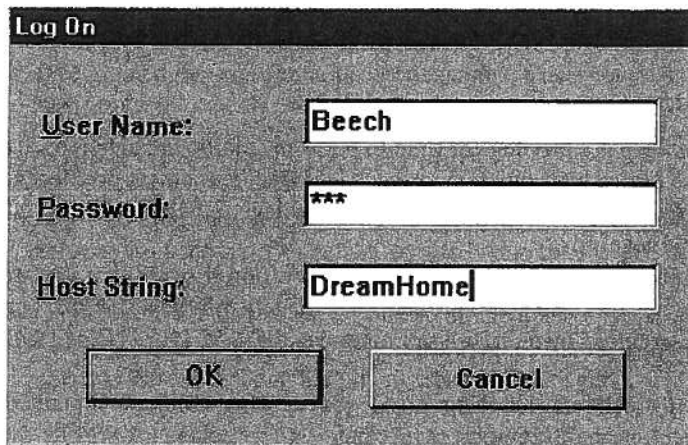 Log On
User Name: Beech
Password: ***
Host String: DreamHome
OK Cancel